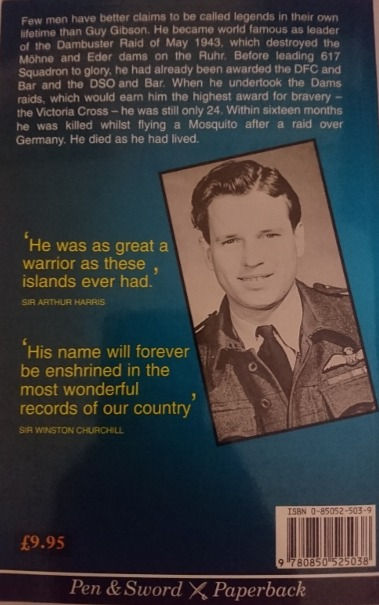 Few men have better claims to be called legends in their own
lifetime than Guy Gibson. He became world famous as leader
of the Dambuster Raid of May 1943, which destroyed the
Möhne and Eder dams on the Ruhr. Before leading 617
Squadron to glory, he had already been awarded the DFC and
Bar and the DSO and Bar. When he undertook the Dams
raids, which would earn him the highest award for bravery –
the Victoria Cross – he was still only 24. Within sixteen months
he was killed whilst flying a Mosquito after a raid over
Germany. He died as he had lived.
‘He was as great a
warrior as these
islands ever had.’
SIR ARTHUR HARRIS
‘His name will forever
be enshrined in the
most wonderful
records of our country’
SIR WINSTON CHURCHILL
ISBN 0-85052-503-9
9 780850 525038
£9.95
Pen & Sword Paperback